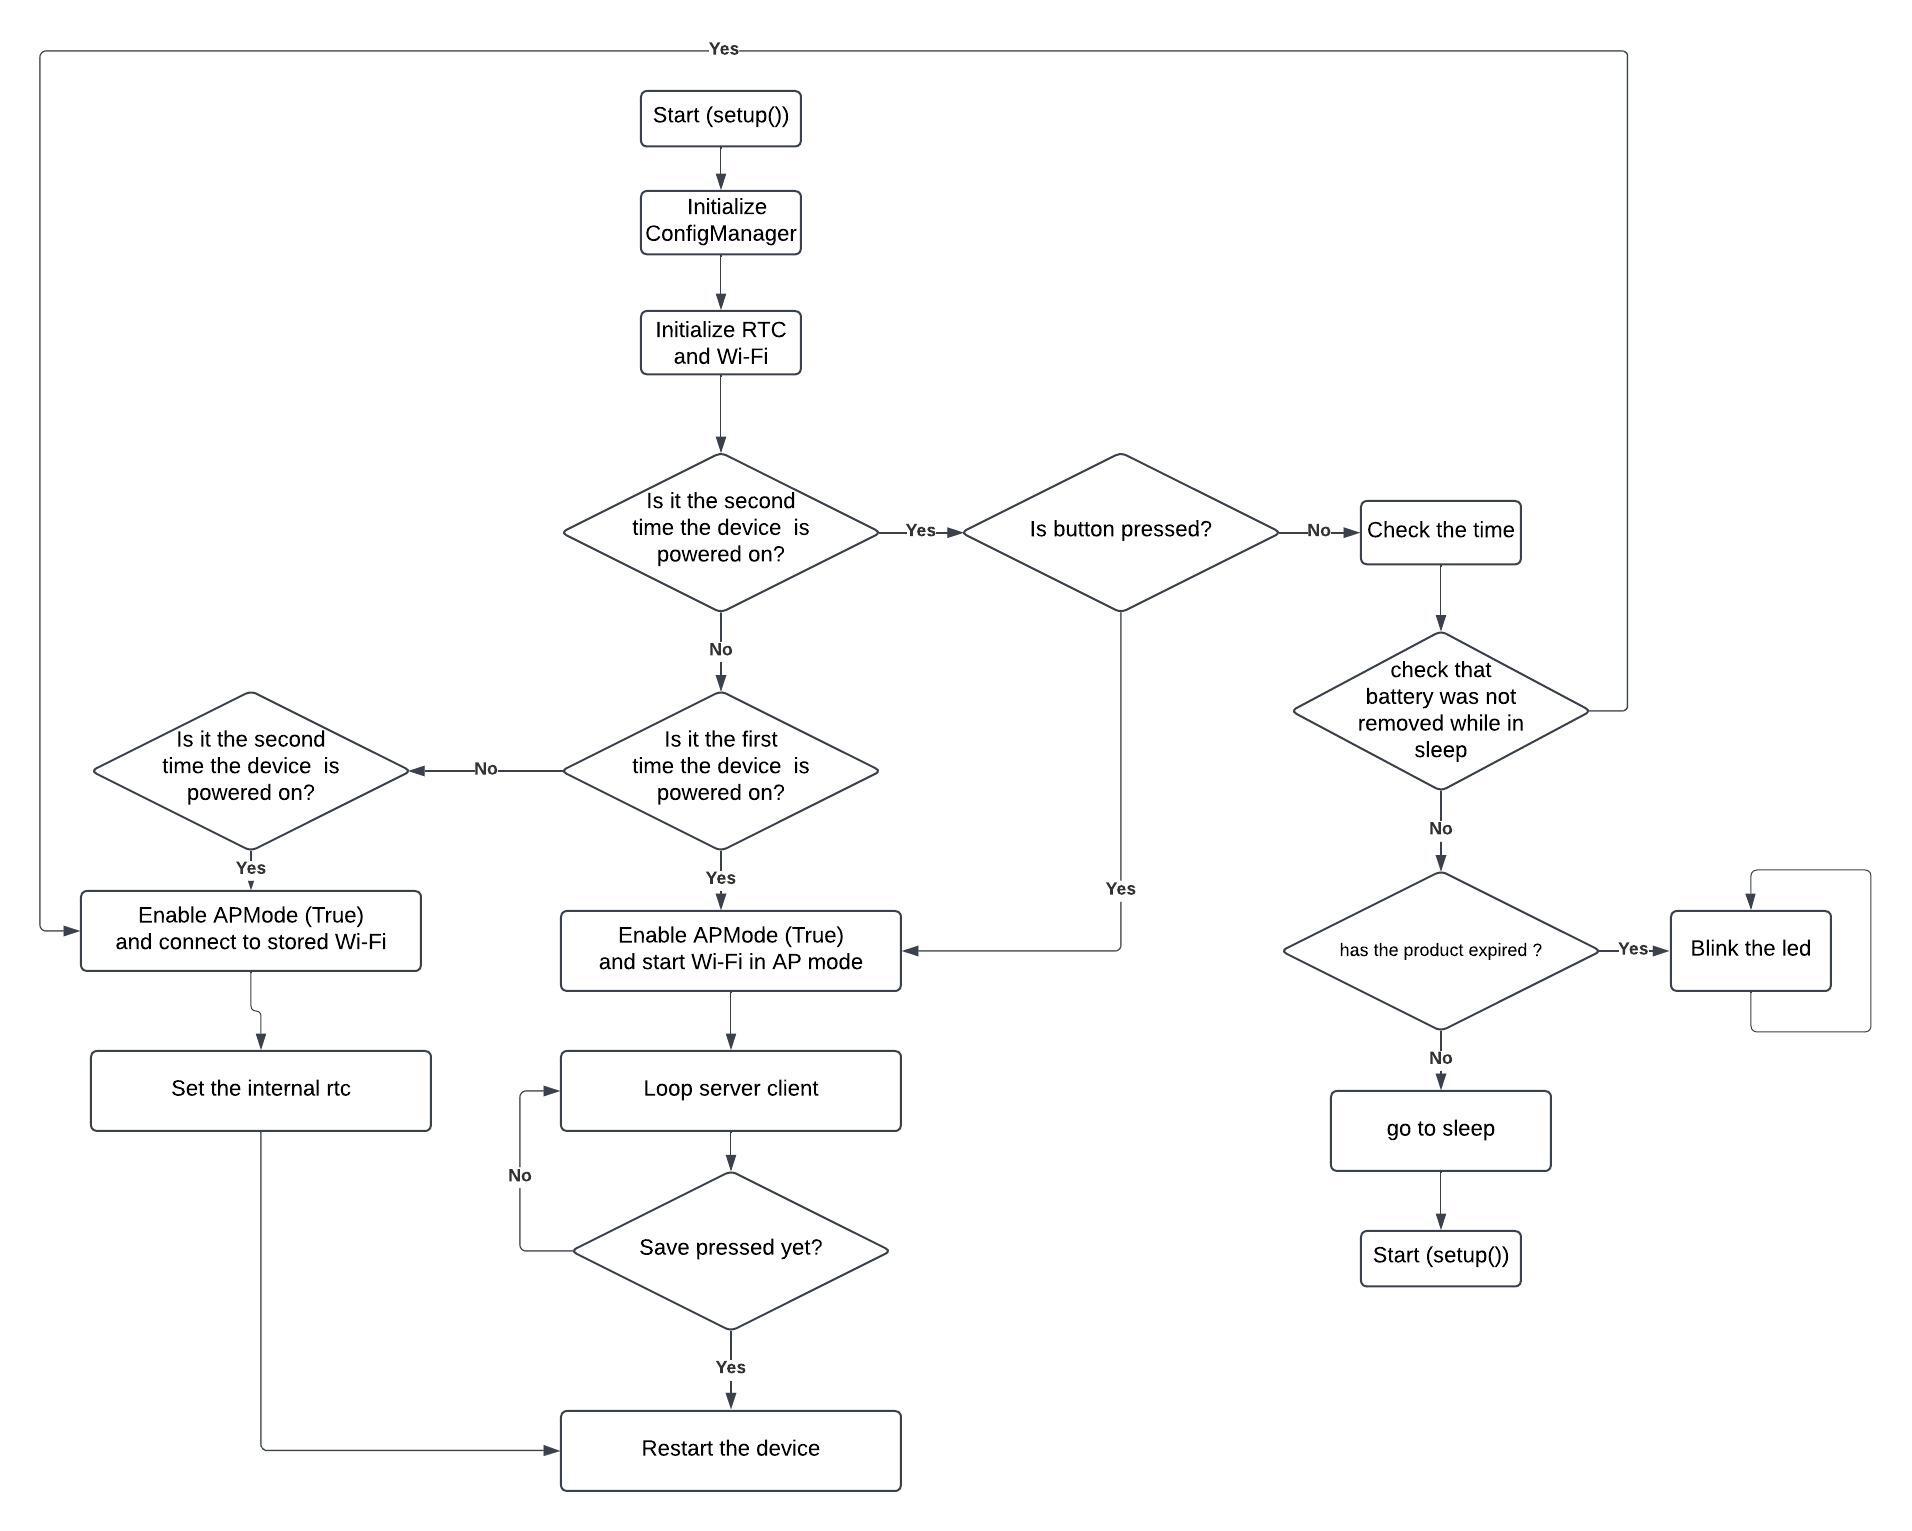 Yes
Start (setup())
Initialize
ConfigManager
Initialize RTC
and Wi-Fi
Is it the second
time the device  is
powered on?
Yes
Is button pressed?
No
Check the time
No
check that
battery was not
removed while in
sleep
Is it the second
time the device  is
powered on?
No
Is it the first
time the device  is
powered on?
No
Yes
Yes
Yes
Enable APMode (True)
and connect to stored Wi-Fi
Enable APMode (True)
and start Wi-Fi in AP mode
has the product expired ?
Yes
Blink the led
No
Set the internal rtc
Loop server client
go to sleep
No
Save pressed yet?
Start (setup())
Yes
Restart the device